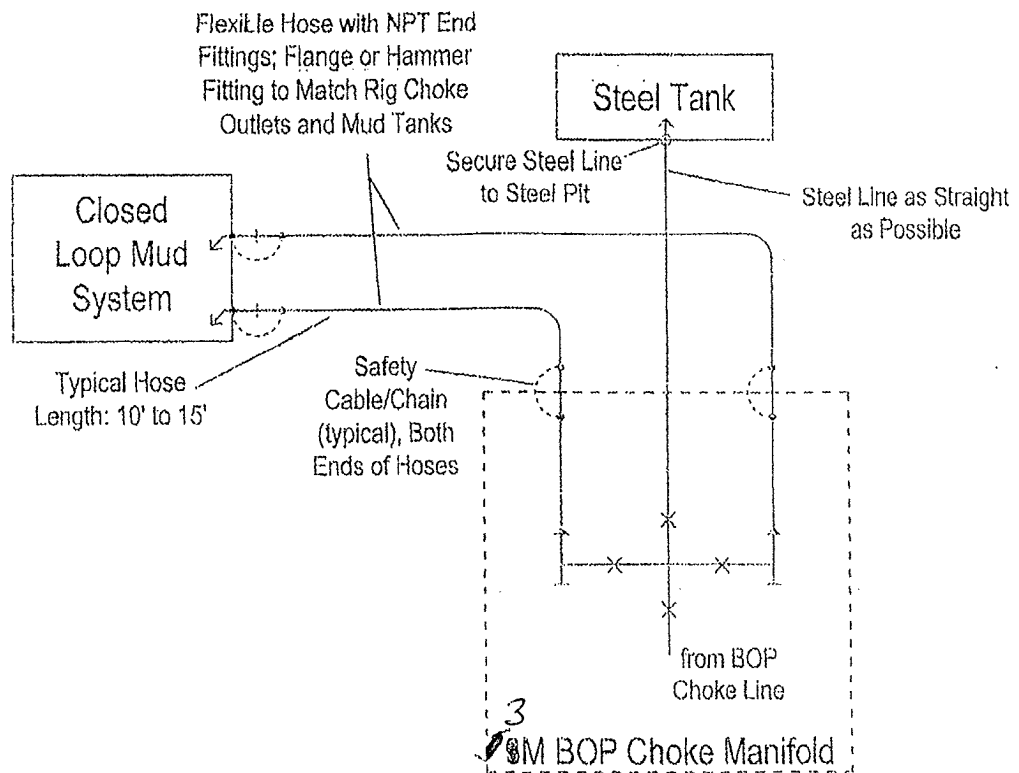 Flexible Hose with NPT End
Fittings; Flange or Hammer
Fitting to Match Rig Choke
Outlets and Mud Tanks
Steel Tank
Secure Steel Line
to Steel Pit
Steel Line as Straight
as Possible
Closed
Loop Mud
System
Typical Hose
Length: 10' to 15'
Safety
Cable/Chain
(typical), Both
Ends of Hoses
from BOP
Choke Line
3
M BOP Choke Manifold